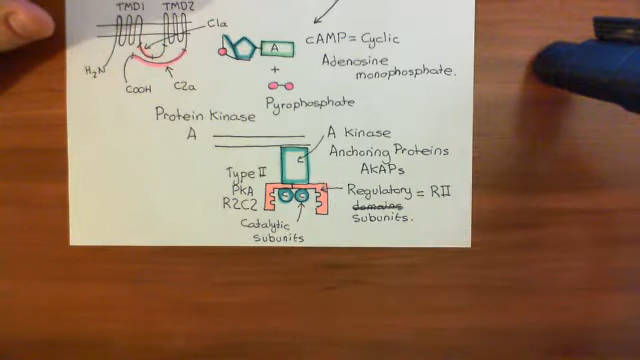 TMD1 TMD2
C1a
H2N
COOH
C2a
A
+
Pyrophosphate
cAMP = Cyclic
Adenosine
monophosphate.
Protein Kinase
A
A Kinase
Anchoring Proteins
AKAPs
Type II
PKA
R2C2
C C
Regulatory = RII
domains
subunits.
Catalytic
subunits